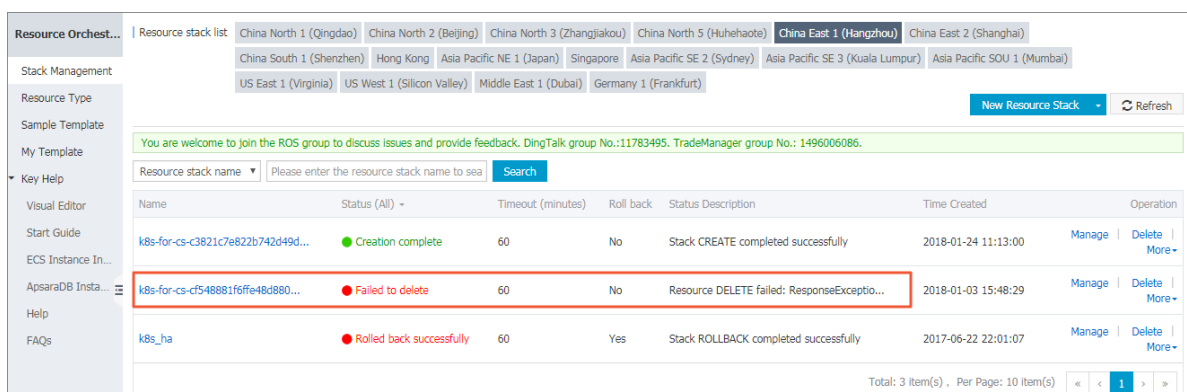 Resource Orchest...
Stack Management
Resource Type
Sample Template
My Template
Key Help
Visual Editor
Start Guide
ECS Instance In...
ApsaraDB Insta...
Help
FAQs
Resource stack list China North 1 (Qingdao) China North 2 (Beijing) China North 3 (Zhangjiakou) China North 5 (Huhehaote) China East 1 (Hangzhou) China East 2 (Shanghai)
China South 1 (Shenzhen) Hong Kong Asia Pacific NE 1 (Japan) Singapore Asia Pacific SE 2 (Sydney) Asia Pacific SE 3 (Kuala Lumpur) Asia Pacific SOU 1 (Mumbai)
US East 1 (Virginia) US West 1 (Silicon Valley) Middle East 1 (Dubai) Germany 1 (Frankfurt)
New Resource Stack Refresh
You are welcome to join the ROS group to discuss issues and provide feedback. DingTalk group No.:11783495. TradeManager group No.: 1496006086.
Resource stack name Please enter the resource stack name to sea Search
Name Status (All) Timeout (minutes) Roll back Status Description Time Created Operation
k8s-for-cs-c3821c7e822b742d49d... Creation complete 60 No Stack CREATE completed successfully 2018-01-24 11:13:00 Manage | Delete |
More
k8s-for-cs-cf548881f6ffe48d880... Failed to delete 60 No Resource DELETE failed: ResponseExceptio... 2018-01-03 15:48:29 Manage | Delete |
More
k8s_ha Rolled back successfully 60 Yes Stack ROLLBACK completed successfully 2017-06-22 22:01:07 Manage | Delete |
More
Total: 3 item(s) , Per Page: 10 item(s) « ‹ 1 › »